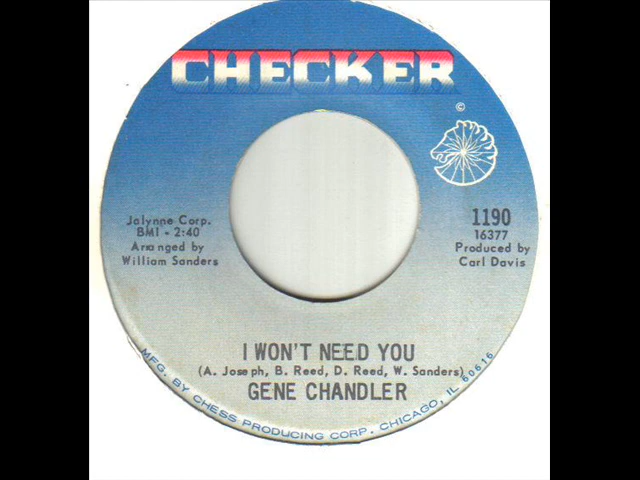 CHECKER
©
Jalynne Corp.
BMI - 2:40
Arranged by
William Sanders
1190
16377
Produced by
Carl Davis
I WON'T NEED YOU
(A. Joseph, B. Reed, D. Reed, W. Sanders)
GENE CHANDLER
MFG. BY CHESS PRODUCING CORP. CHICAGO, IL 60616